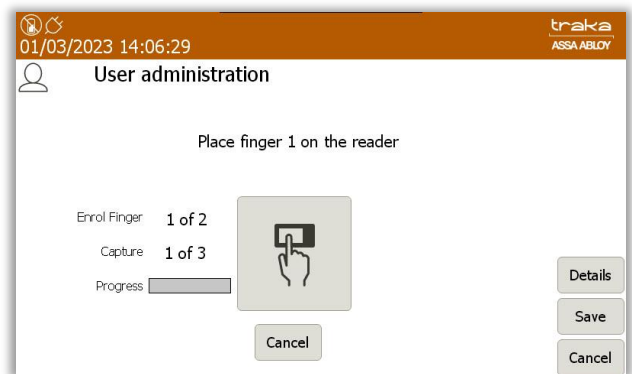 traka
01/03/2023 14:06:29
ASSA ABLOY
User administration
Place finger 1 on the reader
Enrol Finger 1 of 2
Capture 1 of 3
Progress
Details
Save
Cancel
Cancel